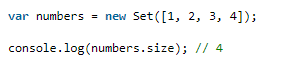 var numbers = new Set([1, 2, 3, 4]);
console.log(numbers.size); // 4